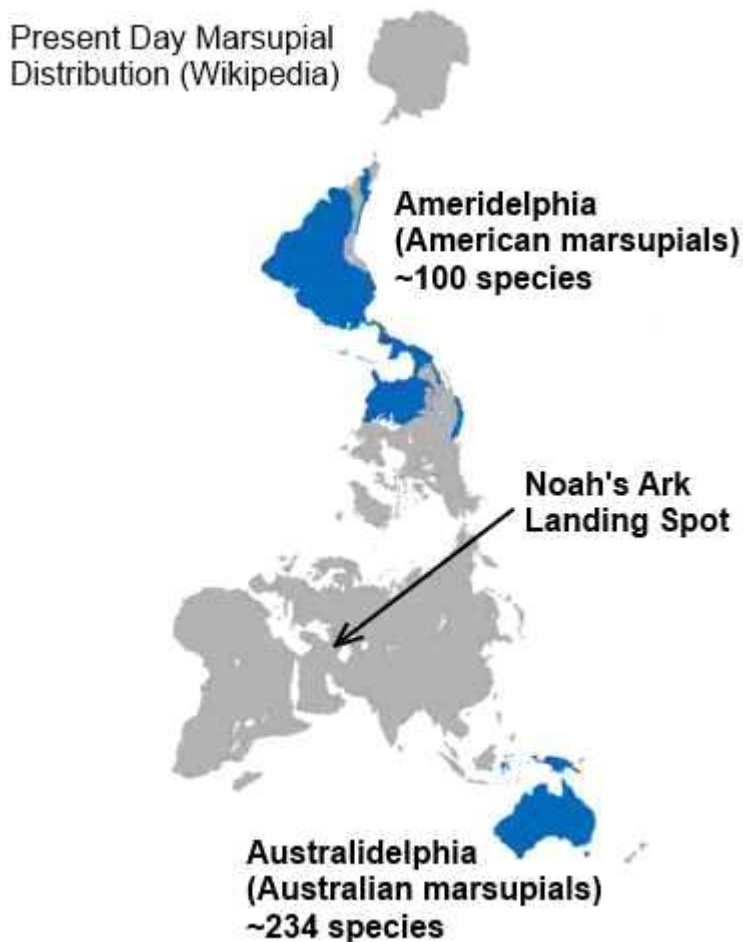 Present Day Marsupial
Distribution (Wikipedia)
Ameridelphia
(American marsupials)
~100 species
Noah's Ark
Landing Spot
Australidelphia
(Australian marsupials)
~234 species